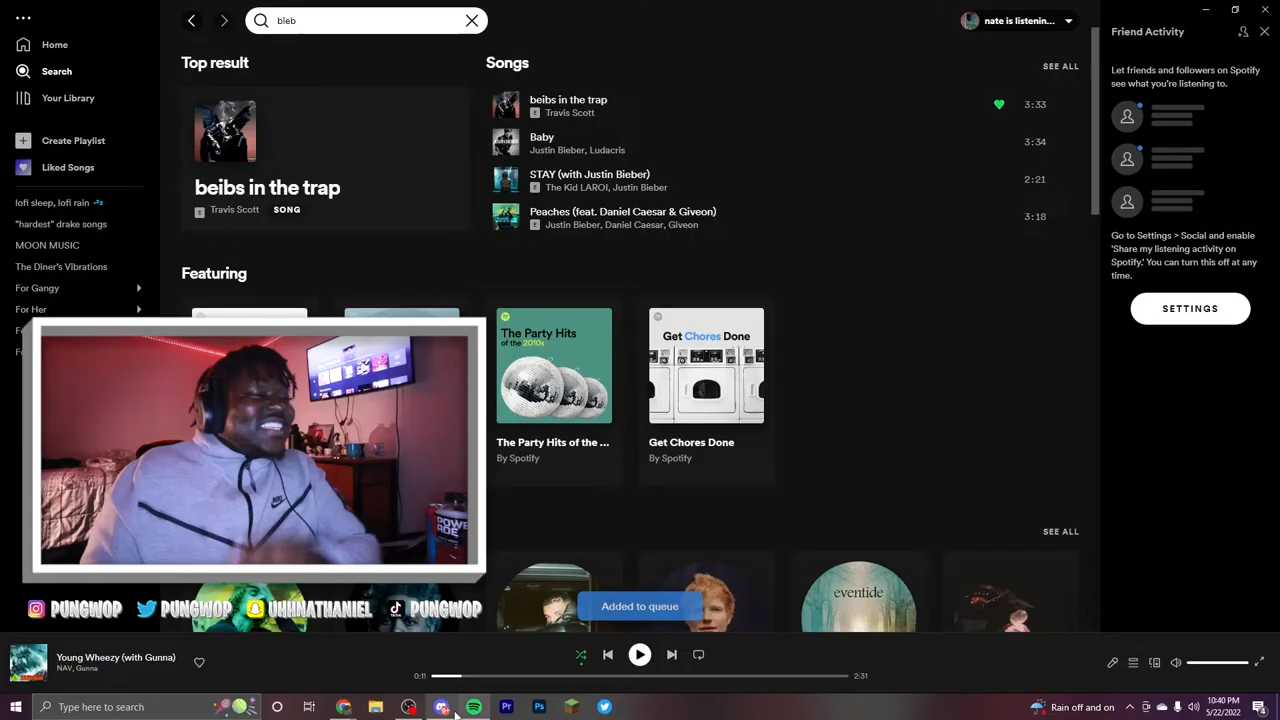 bieb
nate is listenin...
Friend Activity
Home
Search
Your Library
Create Playlist
Liked Songs
lofi sleep, lofi rain 💤
"hardest" drake songs
MOON MUSIC
The Diner's Vibrations
For Gangy
For Her
Top result
beibs in the trap
E Travis Scott SONG
Songs
SEE ALL
beibs in the trap
E Travis Scott
3:33
Baby
Justin Bieber, Ludacris
3:34
STAY (with Justin Bieber)
E The Kid LAROI, Justin Bieber
2:21
Peaches (feat. Daniel Caesar & Giveon)
E Justin Bieber, Daniel Caesar, Giveon
3:18
Let friends and followers on Spotify
see what you're listening to.
Go to Settings > Social and enable
'Share my listening activity on
Spotify.' You can turn this off at any
time.
SETTINGS
Featuring
The Party Hits
of the 2010s
The Party Hits of the ...
By Spotify
Get Chores Done
Get Chores Done
By Spotify
SEE ALL
eventide
POWERADE
PUNGWOP
PUNGWOP
UHHNATHANIEL
PUNGWOP
Added to queue
Young Wheezy (with Gunna)
NAV, Gunna
0:11
2:31
Type here to search
Pr
Ps
Rain off and on
10:40 PM
5/22/2022